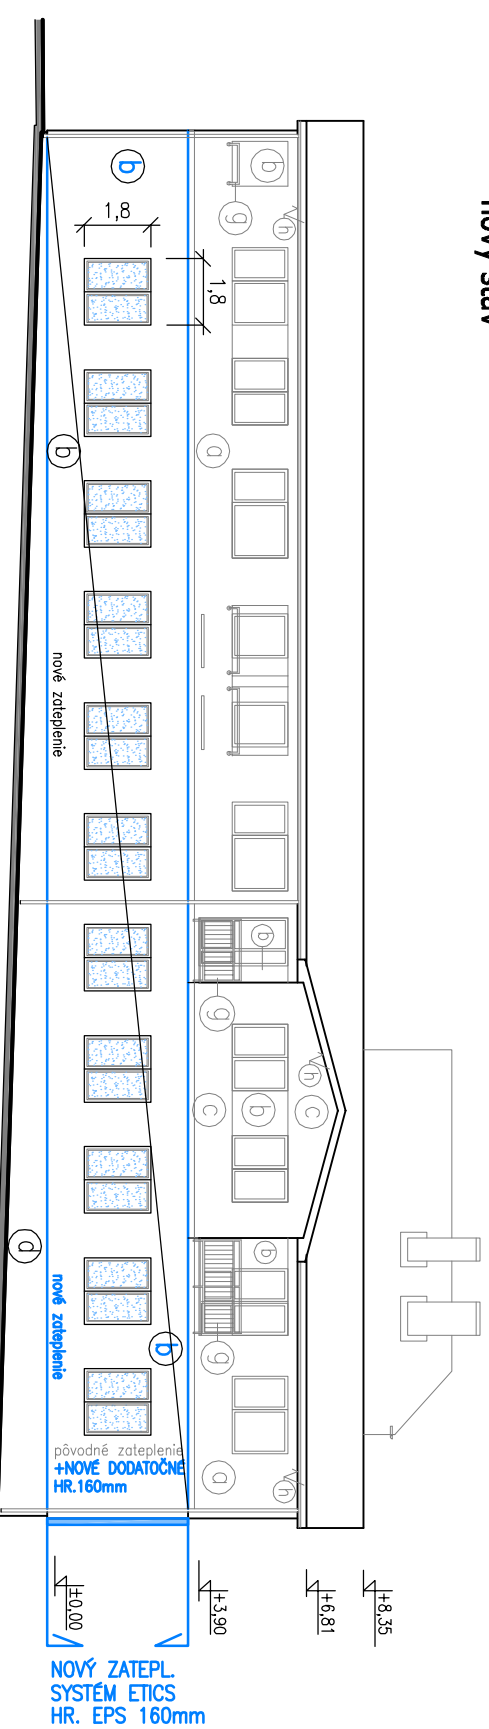 nový stav
b
b
g
h
1,8
1,8
b
a
nové zateplenie
b
g
h
c
c
b
d
b
g
nové zateplenie
b
pôvodné zateplenie
+NOVÉ DODATOČNÉ
HR.160mm
a
h
±0,00
+3,90
+6,81
+8,35
NOVÝ ZATEPL.
SYSTÉM ETICS
HR. EPS 160mm